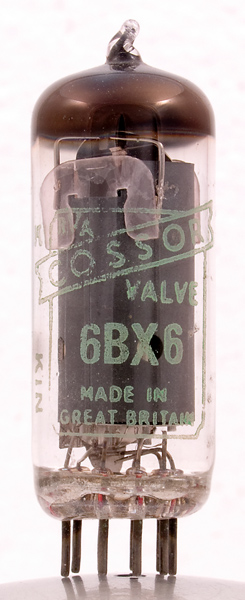 COSSOR
VALVE
6BX6
MADE IN
GREAT BRITAIN